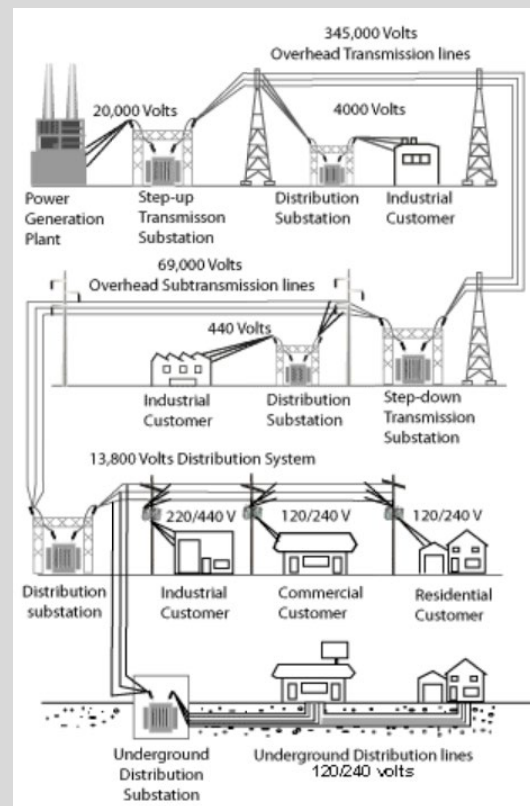 345,000 Volts
Overhead Transmission lines
20,000 Volts
4000 Volts
Power
Generation
Plant
Step-up
Transmisson
Substation
Distribution
Substation
Industrial
Customer
69,000 Volts
Overhead Subtransmission lines
440 Volts
Industrial
Customer
Distribution
Substation
Step-down
Transmission
Substation
13,800 Volts Distribution System
220/440 V
120/240 V
120/240 V
Distribution
substation
Industrial
Customer
Commercial
Customer
Residential
Customer
Underground
Distribution
Substation
Underground Distribution lines
120/240 volts